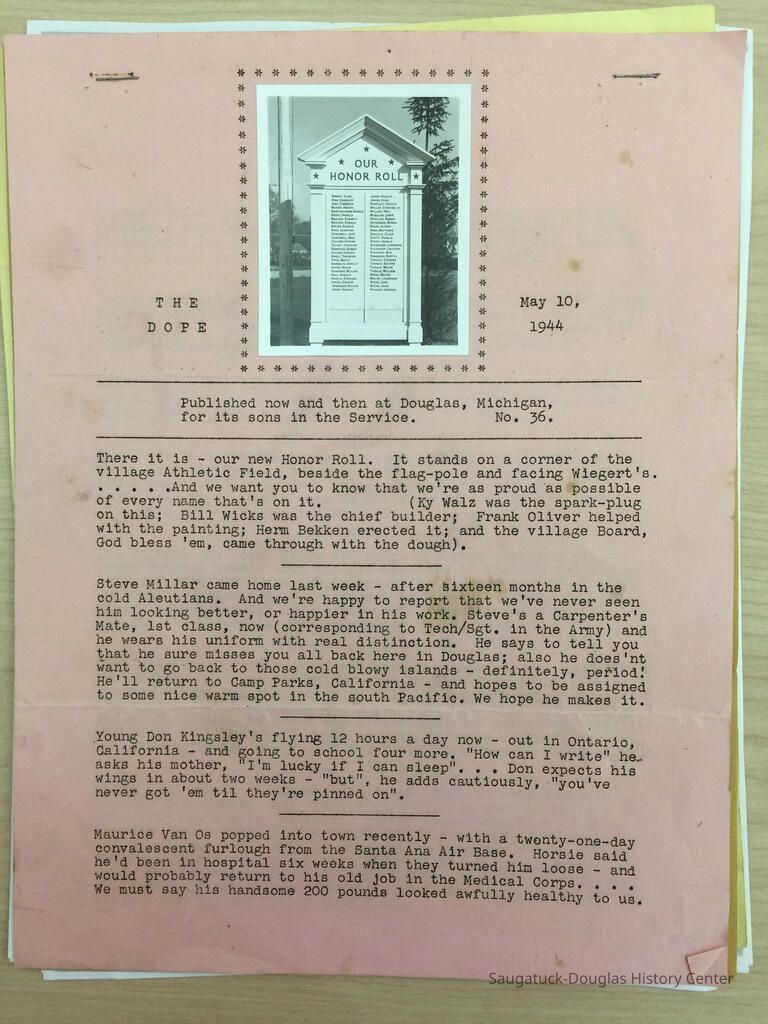 OUR
HONOR ROLL
THE
DOPE
May 10,
1944
Published now and then at Douglas, Michigan,
for its sons in the Service. No. 36.
There it is - our new Honor Roll. It stands on a corner of the
village Athletic Field, beside the flag-pole and facing Wiegert's.
. . . . .And we want you to know that we're as proud as possible
of every name that's on it. (Ky Walz was the spark-plug
on this; Bill Wicks was the chief builder; Frank Oliver helped
with the painting; Herm Bekken erected it; and the village Board,
God bless 'em, came through with the dough).
Steve Millar came home last week - after sixteen months in the
cold Aleutians. And we're happy to report that we've never seen
him looking better, or happier in his work. Steve's a Carpenter's
Mate, 1st class, now (corresponding to Tech/Sgt. in the Army) and
he wears his uniform with real distinction. He says to tell you
that he sure misses you all back here in Douglas; also he does'nt
want to go back to those cold blowy islands - definitely, period!
He'll return to Camp Parks, California - and hopes to be assigned
to some nice warm spot in the south Pacific. We hope he makes it.
Young Don Kingsley's flying 12 hours a day now - out in Ontario,
California - and going to school four more. "How can I write" he
asks his mother, "I'm lucky if I can sleep". . . Don expects his
wings in about two weeks - "but", he adds cautiously, "you've
never got 'em til they're pinned on".
Maurice Van Os popped into town recently - with a twenty-one-day
convalescent furlough from the Santa Ana Air Base. Horsie said
he'd been in hospital six weeks when they turned him loose - and
would probably return to his old job in the Medical Corps. . . .
We must say his handsome 200 pounds looked awfully healthy to us.
Saugatuck-Douglas History Center